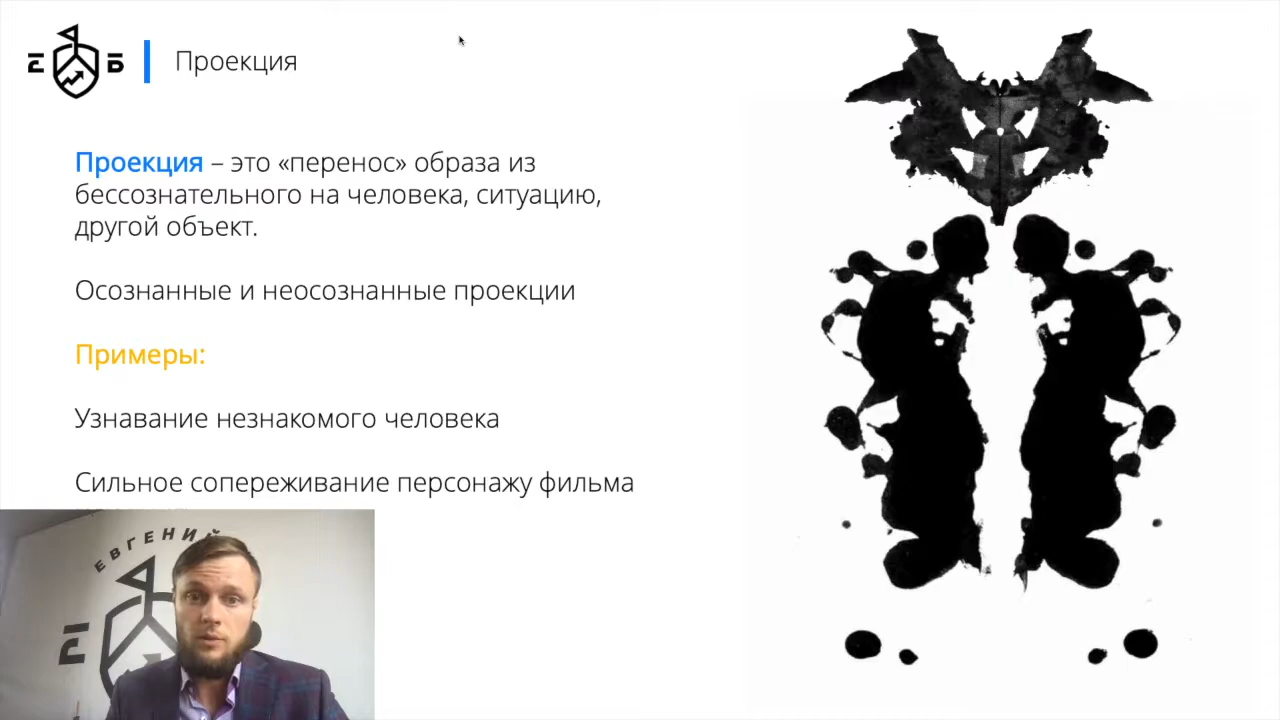 Е Б
Проекция
Проекция – это «перенос» образа из
бессознательного на человека, ситуацию,
другой объект.
Осознанные и неосознанные проекции
Примеры:
Узнавание незнакомого человека
Сильное сопереживание персонажу фильма
ЕВГЕНИЙ
Е